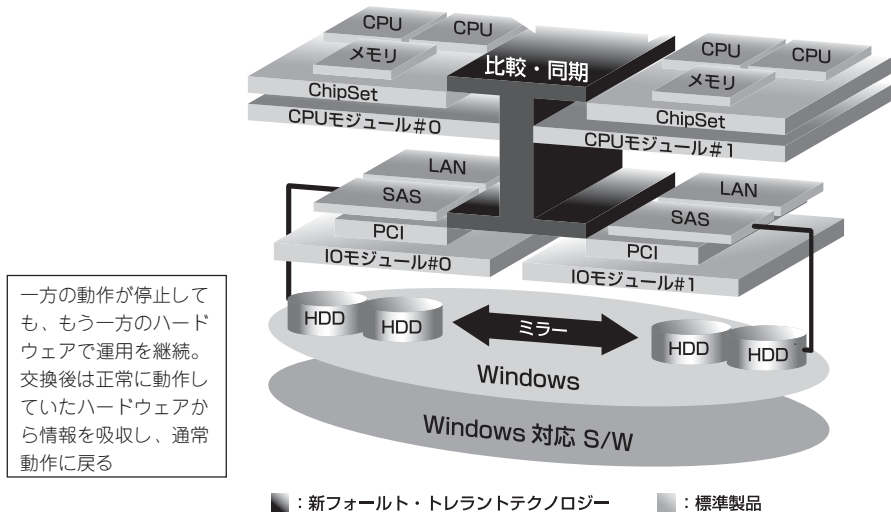 CPU
CPU
メモリ
ChipSet
CPUモジュール#0
比較・同期
CPU
CPU
メモリ
ChipSet
CPUモジュール#1
LAN
SAS
PCI
IOモジュール#0
LAN
SAS
PCI
IOモジュール#1
一方の動作が停止して
も、もう一方のハード
ウェアで運用を継続。
交換後は正常に動作し
ていたハードウェアか
ら情報を吸収し、通常
動作に戻る
HDD
HDD
ミラー
HDD
HDD
Windows
Windows 対応 S/W
：新フォールト・トレラントテクノロジー
：標準製品